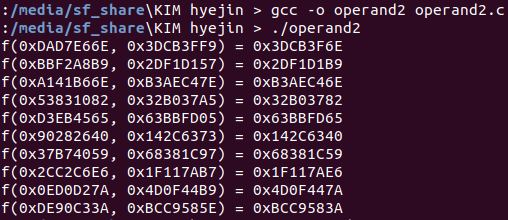 :/media/sf_share\KIM hyejin > gcc -o operand2 operand2.c
:/media/sf_share\KIM hyejin > ./operand2
f(0xDAD7E66E, 0x3DCB3FF9) = 0x3DCB3F6E
f(0xBBF2A8B9, 0x2DF1D157) = 0x2DF1D1B9
f(0xA141B66E, 0xB3AEC47E) = 0xB3AEC46E
f(0x53831082, 0x32B037A5) = 0x32B03782
f(0xD3EB4565, 0x63BBFD05) = 0x63BBFD65
f(0x90282640, 0x142C6373) = 0x142C6340
f(0x37B74059, 0x68381C97) = 0x68381C59
f(0x2CC2C6E6, 0x1F117AB7) = 0x1F117AE6
f(0x0ED0D27A, 0x4D0F44B9) = 0x4D0F447A
f(0xDE90C33A, 0xBCC9585E) = 0xBCC9583A